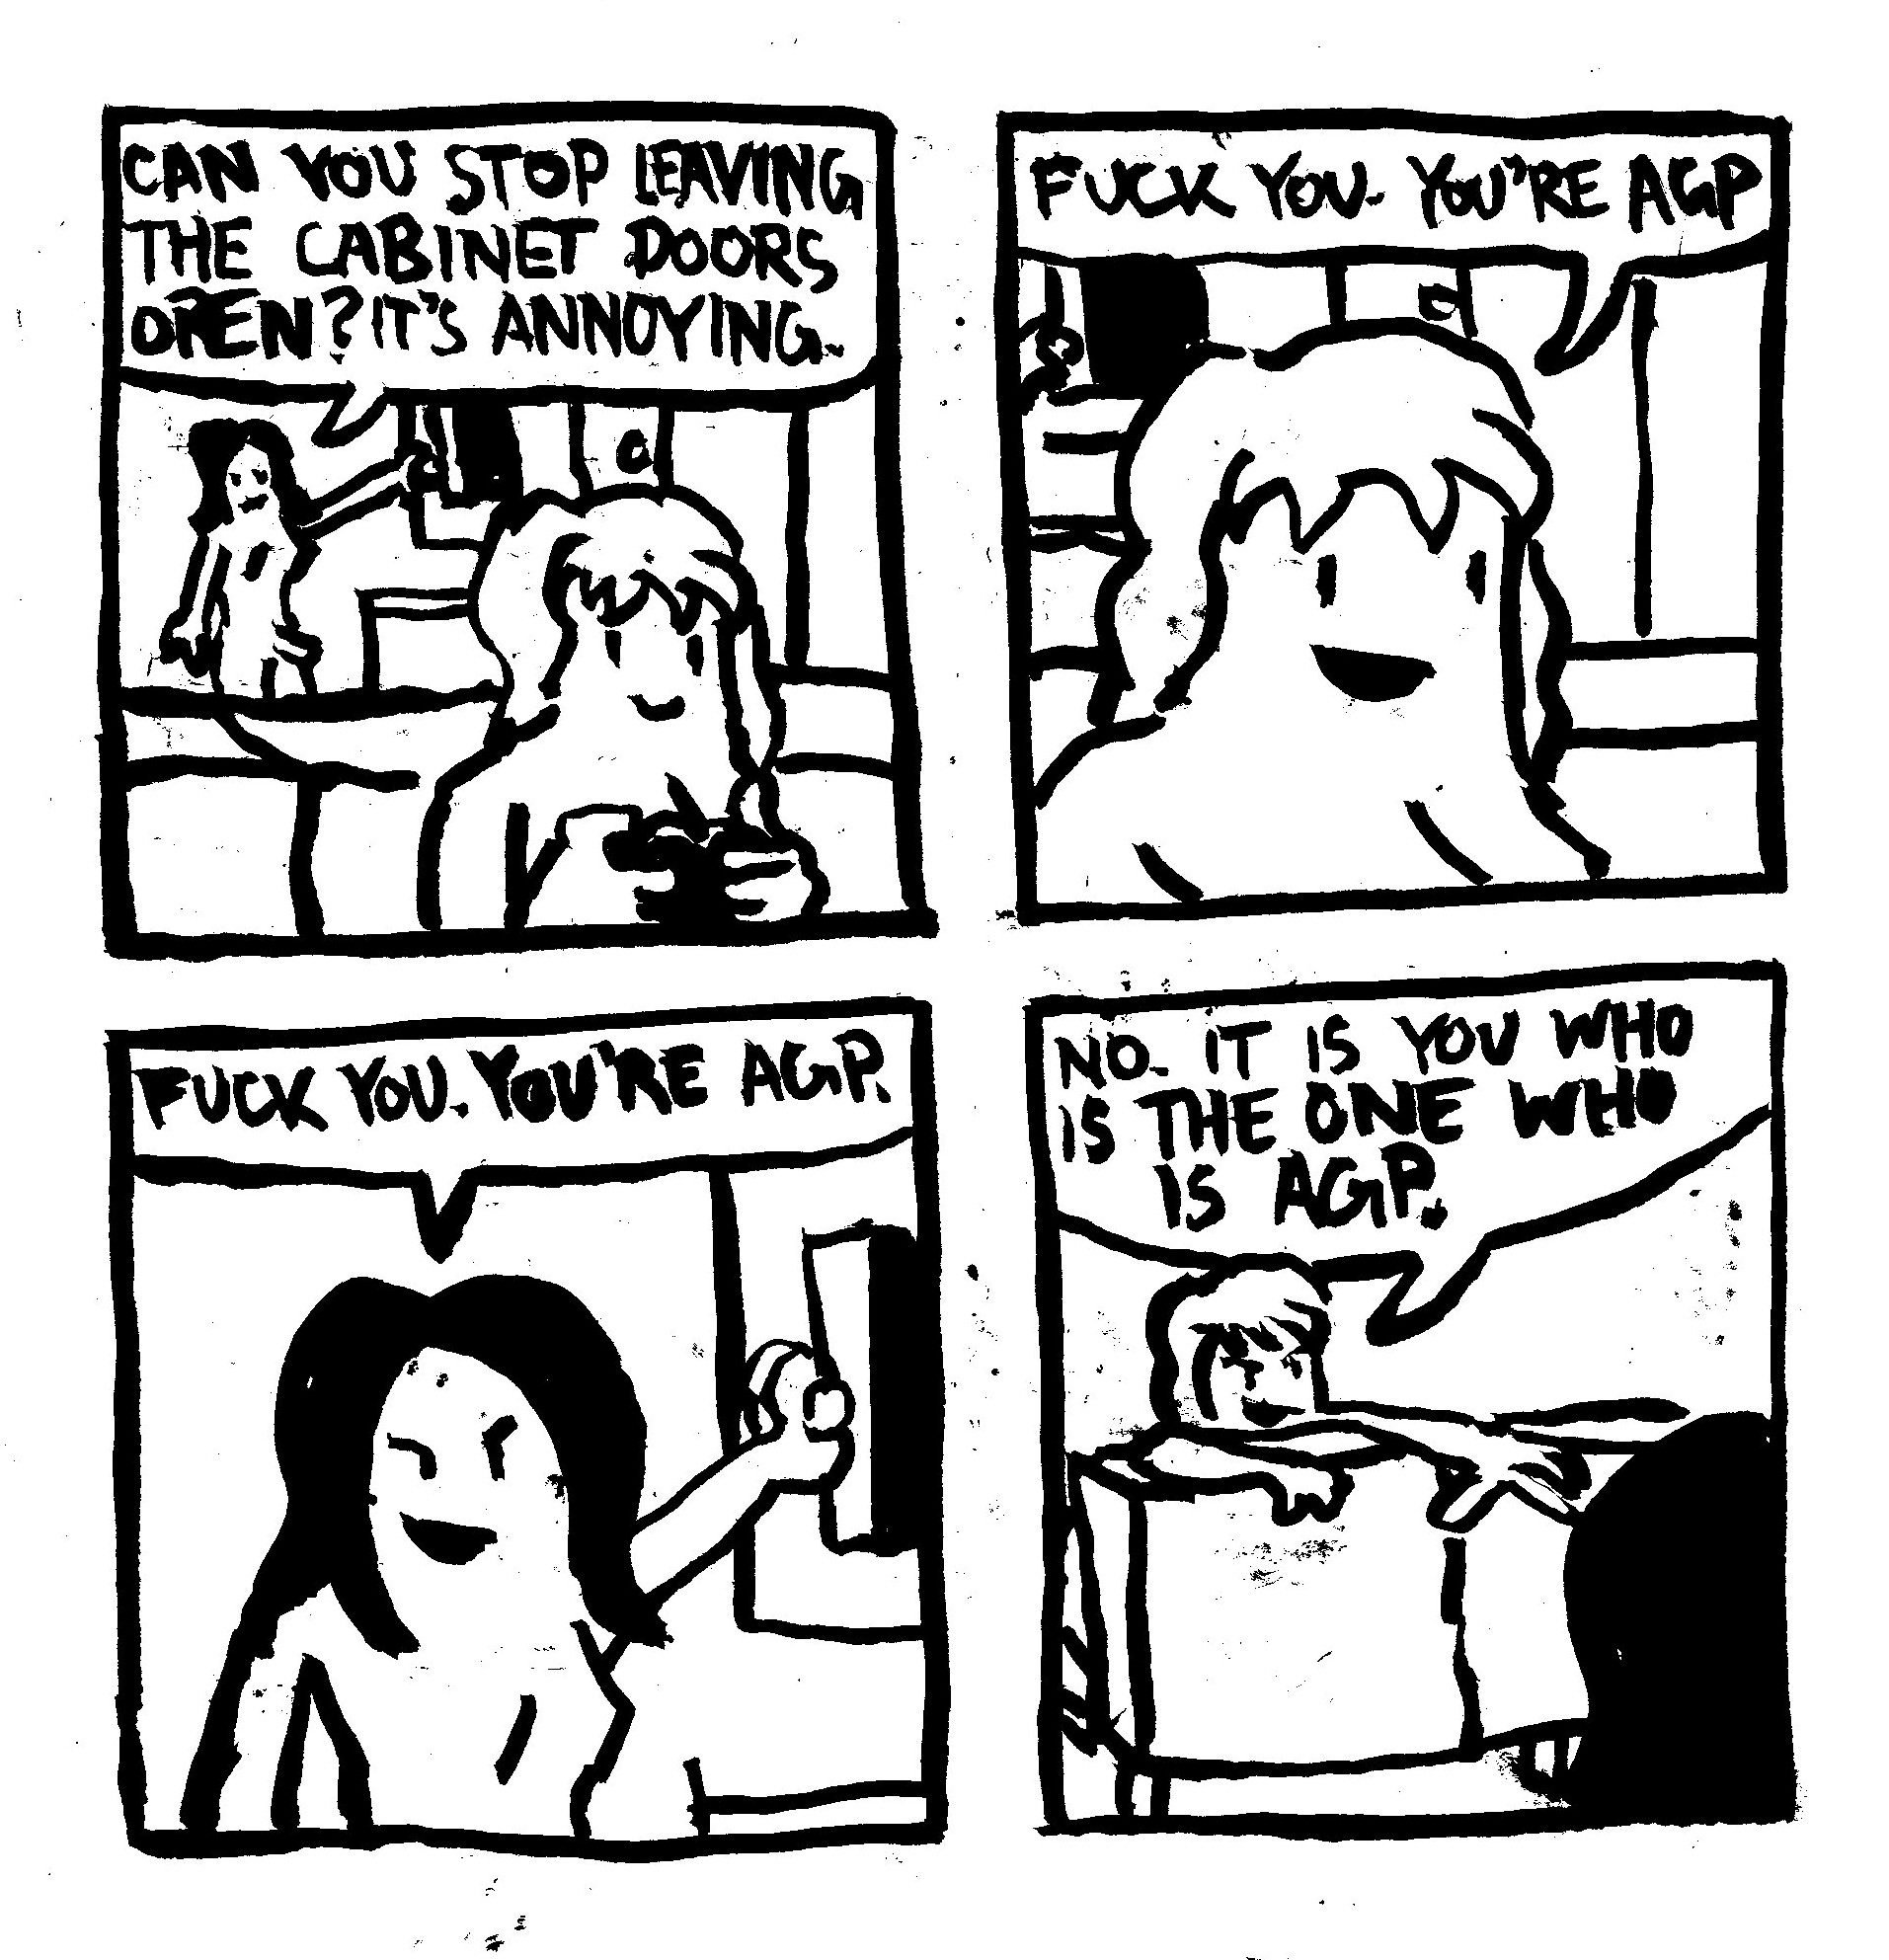 CAN YOU STOP LEAVING
THE CABINET DOORS
OPEN? IT'S ANNOYING.
FUCK YOU. YOU'RE AGP
FUCK YOU. YOU'RE AGP.
NO. IT IS YOU WHO
IS THE ONE WHO
IS AGP.